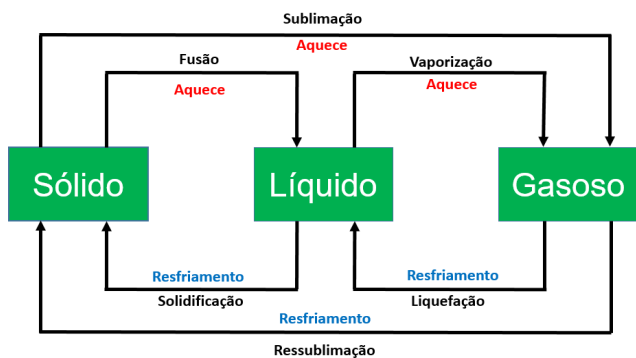 Sublimação
Aquece
Fusão
Vaporização
Aquece
Aquece
Sólido
Líquido
Gasoso
Resfriamento
Resfriamento
Solidificação
Liquefação
Resfriamento
Ressublimação